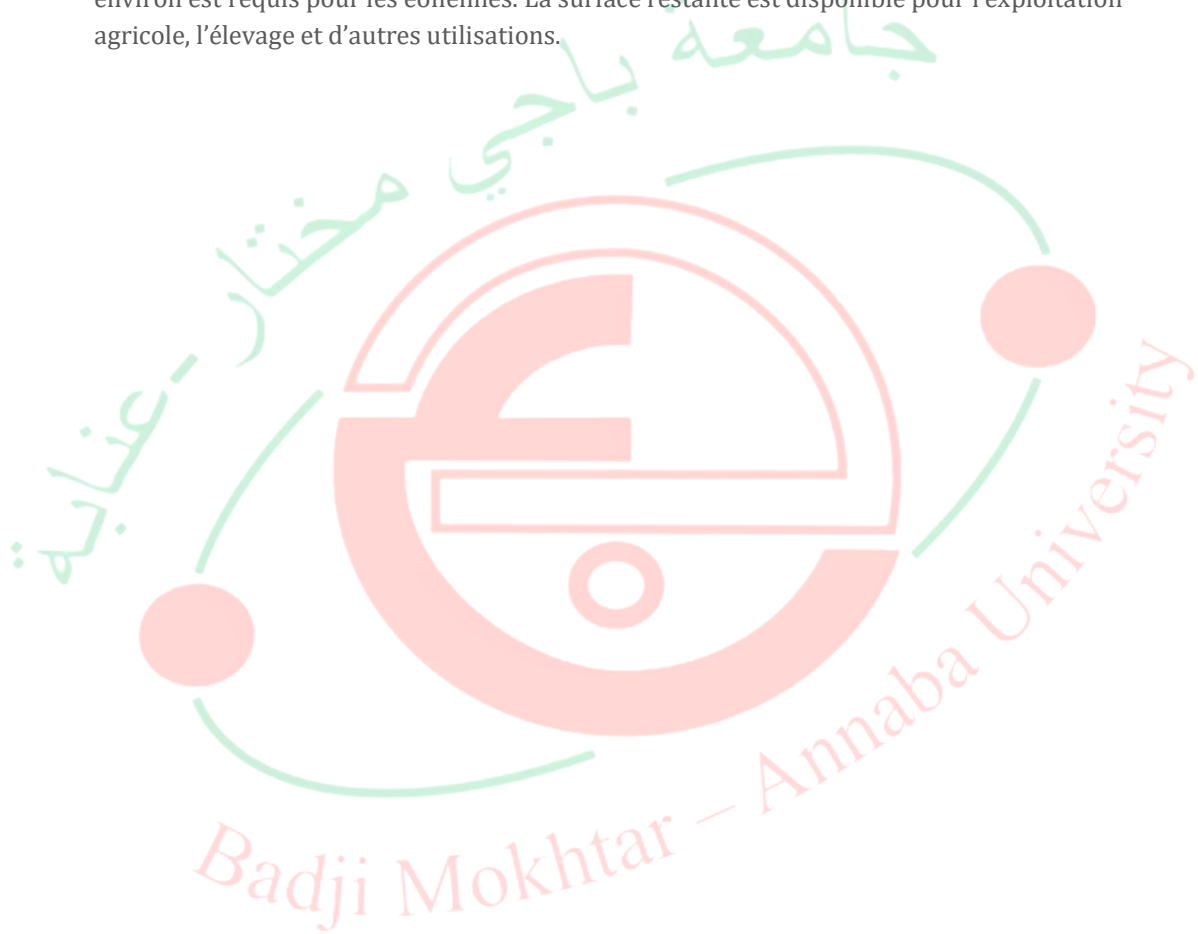 environ est requis pour les éoliennes. La surface restante est disponible pour l'exploitation
agricole, l'élevage et d'autres utilisations.
جامعة باجي مختار - عنابة
Badji Mokhtar – Annaba University